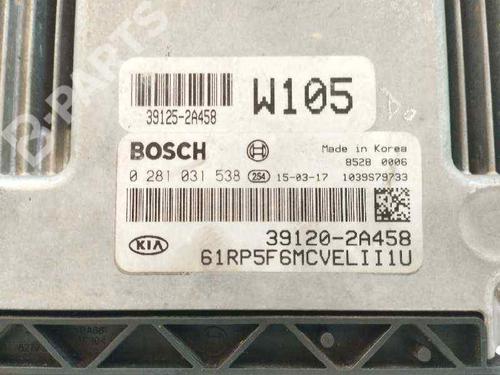 B-PARTS
39125-2A458
W105
BOSCH
Made in Korea
8528 0006
0 281 031 538 254 15-03-17 1039S79733
KIA
39120-2A458
61RP5F6MCVELII1U